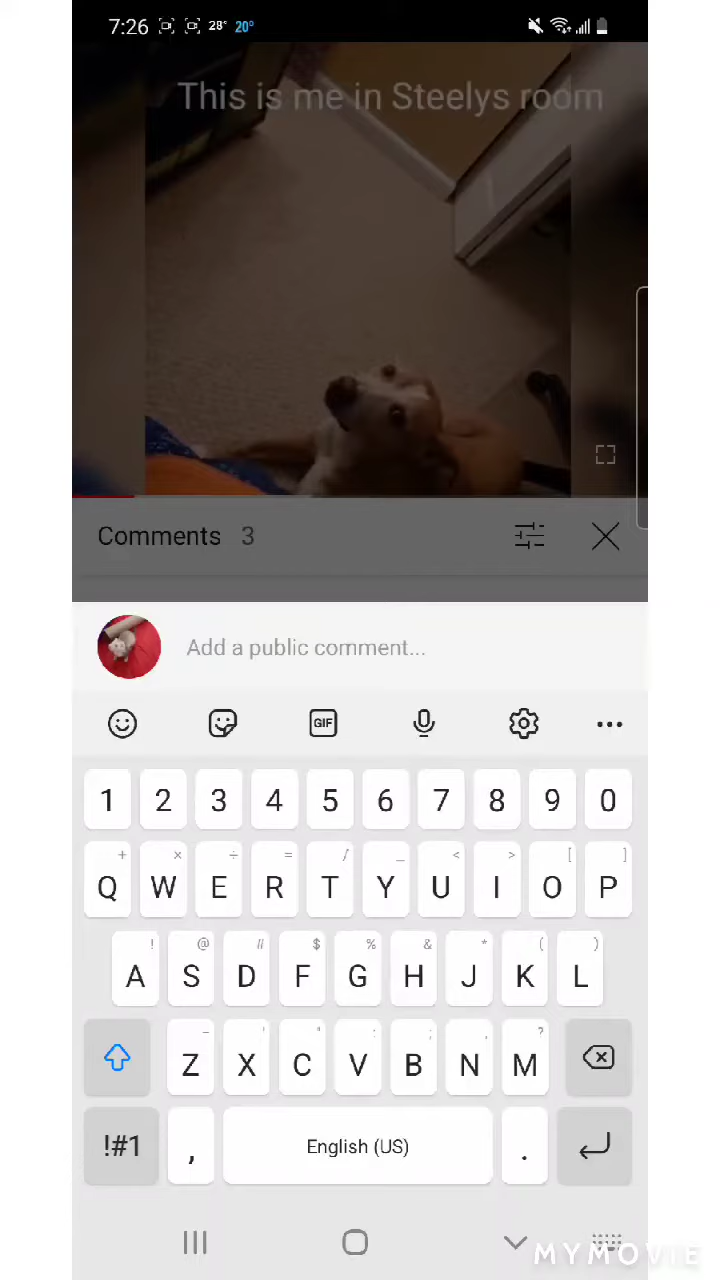 7:26 28° 20°
This is me in Steelys room
Comments 3
Add a public comment...
GIF
1 2 3 4 5 6 7 8 9 0
+ × ÷ = / _ < > [ ]
Q W E R T Y U I O P
! @ # $ % & * ( )
A S D F G H J K L
- ' " : ; , ?
Z X C V B N M
!#1 , English (US) .
MYMOVIE